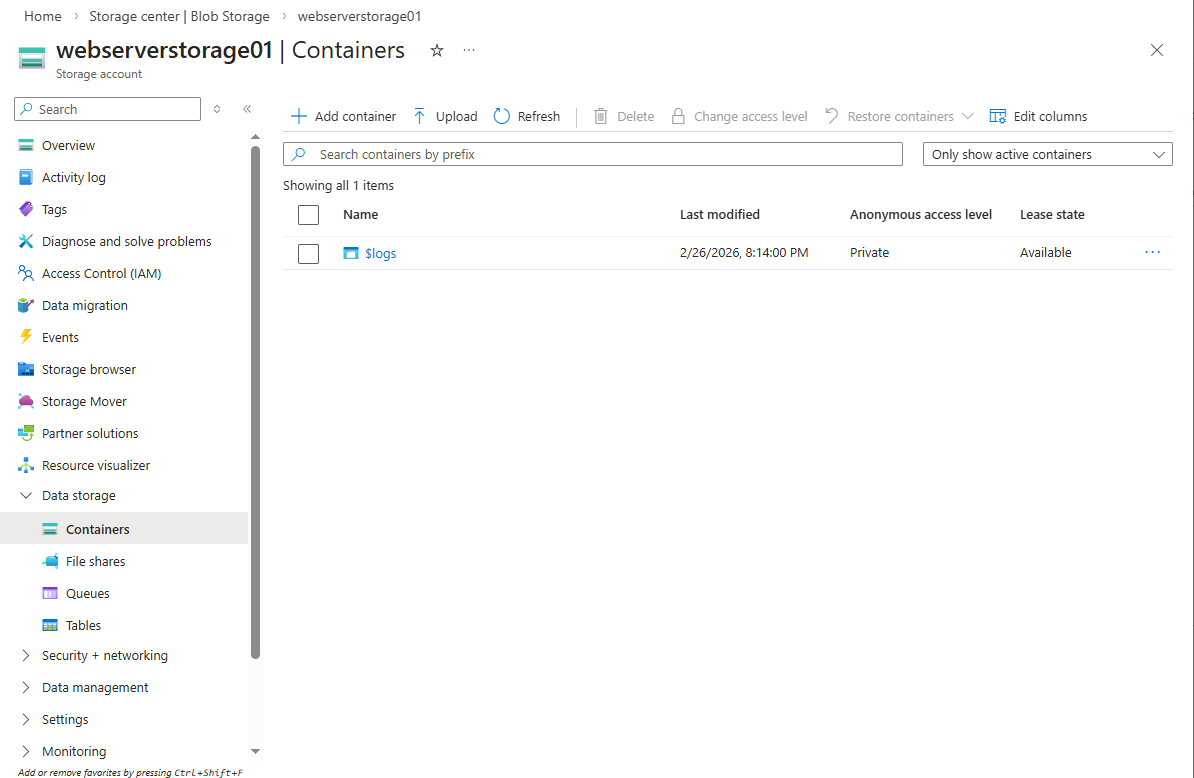 Home > Storage center | Blob Storage > webserverstorage01
webserverstorage01 | Containers
Storage account
Search
Overview
Activity log
Tags
Diagnose and solve problems
Access Control (IAM)
Data migration
Events
Storage browser
Storage Mover
Partner solutions
Resource visualizer
Data storage
Containers
File shares
Queues
Tables
Security + networking
Data management
Settings
Monitoring
Add or remove favorites by pressing Ctrl+Shift+F
Add container Upload Refresh Delete Change access level Restore containers Edit columns
Search containers by prefix Only show active containers
Showing all 1 items
Name Last modified Anonymous access level Lease state
$logs 2/26/2026, 8:14:00 PM Private Available